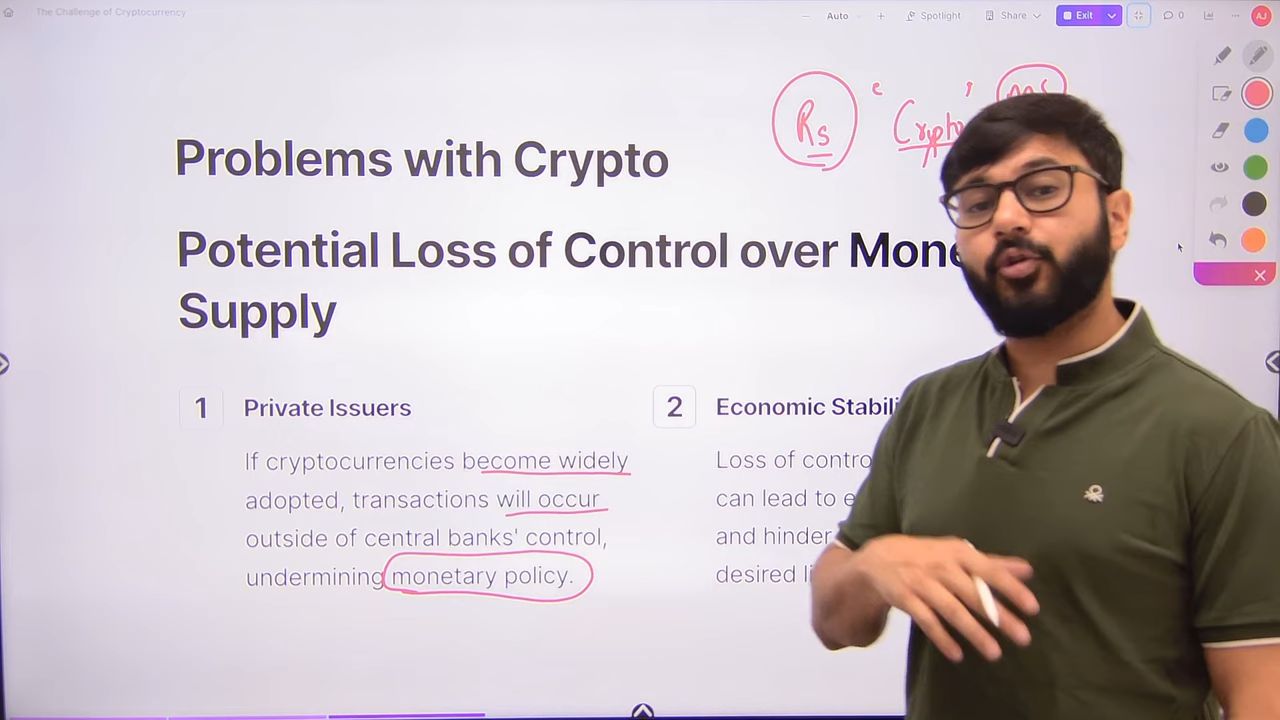 The Challenge of Cryptocurrency
Auto
Spotlight
Share
Exit
0
AJ
Rs
Crypto
Problems with Crypto
Potential Loss of Control over Mone
Supply
1
Private Issuers
If cryptocurrencies become widely
adopted, transactions will occur
outside of central banks' control,
undermining monetary policy.
2
Economic Stabili
Loss of contro
can lead to e
and hinder
desired li